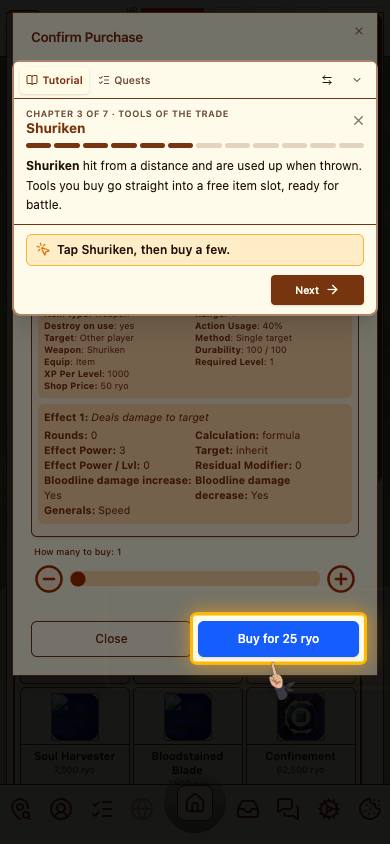 Confirm Purchase
Tutorial
Quests
CHAPTER 3 OF 7 · TOOLS OF THE TRADE
Shuriken
Shuriken hit from a distance and are used up when thrown.
Tools you buy go straight into a free item slot, ready for
battle.
Tap Shuriken, then buy a few.
Next
Destroy on use: yes
Action Usage: 40%
Target: Other player
Method: Single target
Weapon: Shuriken
Durability: 100 / 100
Equip: Item
Required Level: 1
XP Per Level: 1000
Shop Price: 50 ryo
Effect 1: Deals damage to target
Rounds: 0
Calculation: formula
Effect Power: 3
Target: inherit
Effect Power / Lvl: 0
Residual Modifier: 0
Bloodline damage increase:
Yes
Bloodline damage
decrease: Yes
Generals: Speed
How many to buy: 1
Close
Buy for 25 ryo
Soul Harvester
7,500 ryo
Bloodstained
Blade
Confinement
62,500 ryo